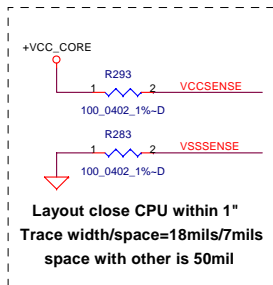 +VCC_CORE
R293
1 2 VCCSENSE
100_0402_1%~D
R283
1 2 VSSSENSE
100_0402_1%~D
Layout close CPU within 1"
Trace width/space=18mils/7mils
space with other is 50mil